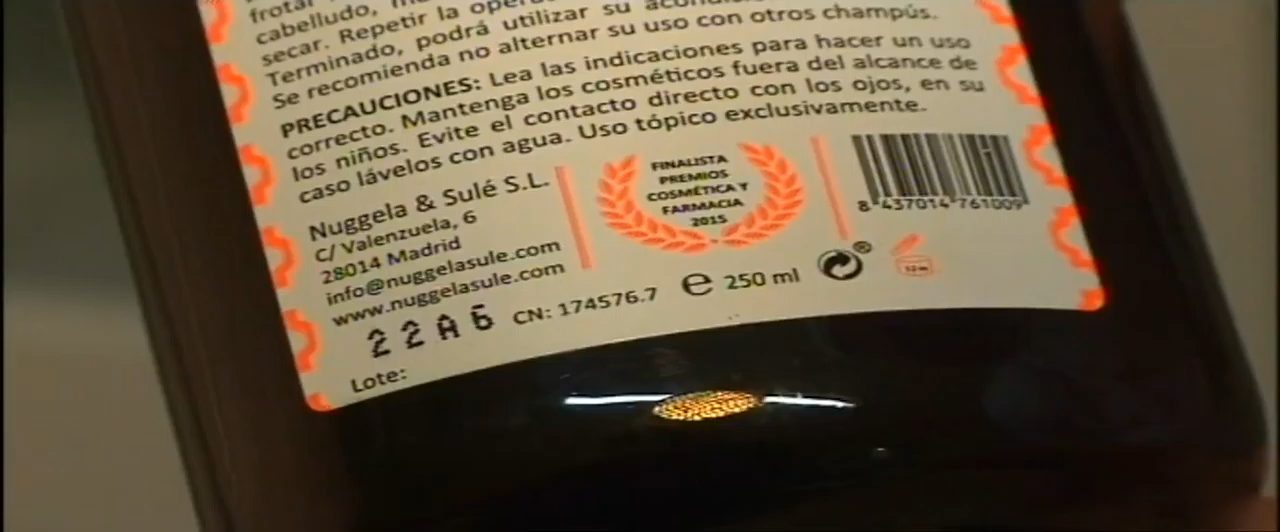 frotar
cabelludo,
secar. Repetir la
Terminado, podrá utilizar su
Se recomienda no alternar su uso con otros champús.
PRECAUCIONES: Lea las indicaciones para hacer un uso
correcto. Mantenga los cosméticos fuera del alcance de
los niños. Evite el contacto directo con los ojos, en su
caso lávelos con agua. Uso tópico exclusivamente.
Nuggela & Sulé S.L.
C/ Valenzuela, 6
28014 Madrid
info@nuggelasule.com
www.nuggelasule.com
FINALISTA
PREMIOS
COSMÉTICA Y
FARMACIA
2015
8 437014 761009
22A6 CN: 174576.7 e 250 ml
Lote: